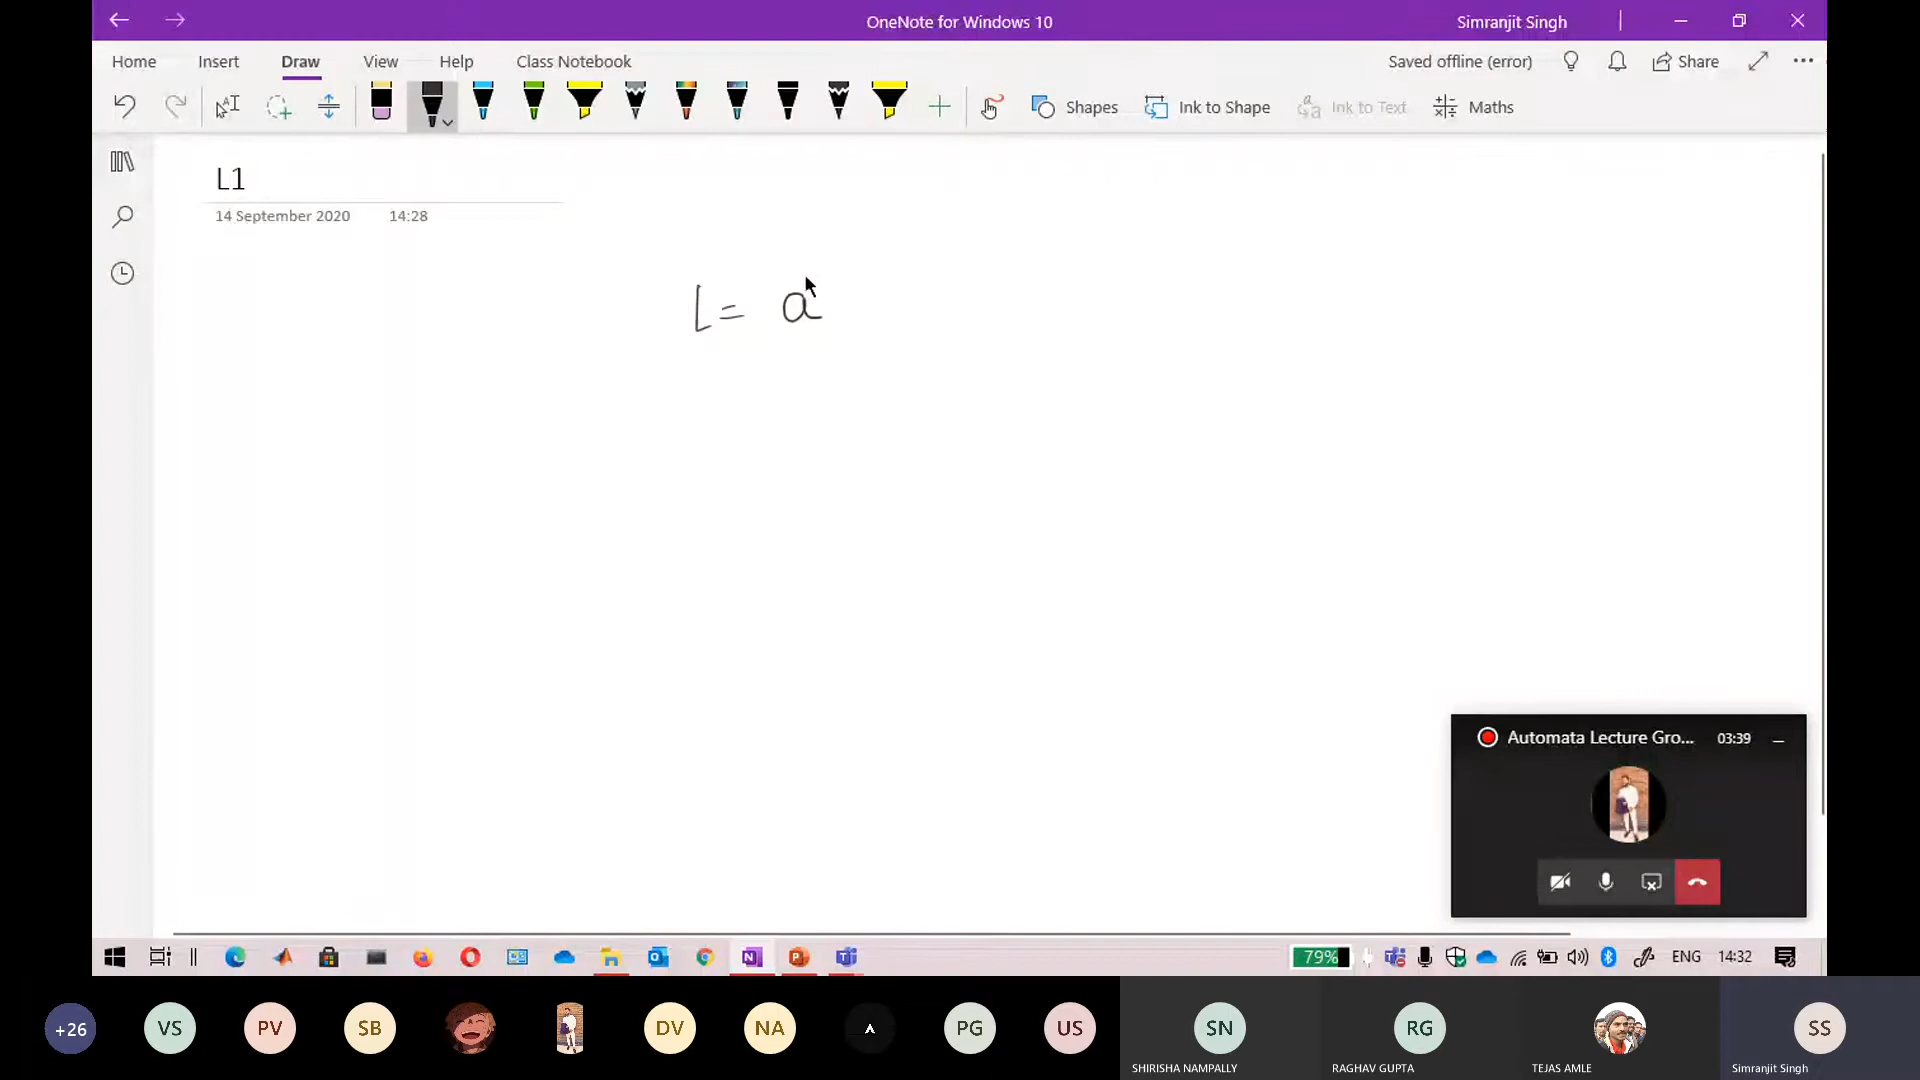 OneNote for Windows 10
Simranjit Singh
Home Insert Draw View Help Class Notebook
Saved offline (error) Share
Shapes Ink to Shape Ink to Text Maths
L1
14 September 2020 14:28
L = a
Automata Lecture Gro... 03:39
79% ENG 14:32
+26 VS PV SB DV NA A PG US SN RG SS
SHIRISHA NAMPALLY RAGHAV GUPTA TEJAS AMLE Simranjit Singh